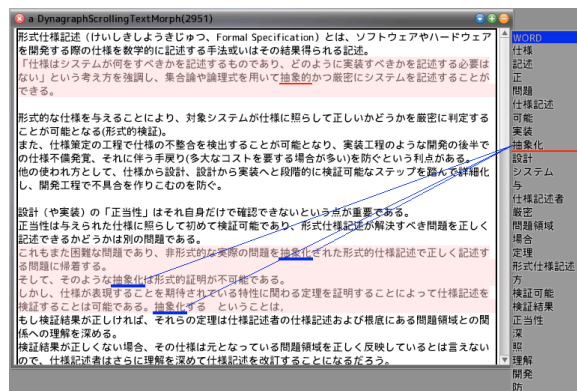 a DynagraphScrollingTextMorph(2951)
形式仕様記述（けいしきしようきじゅつ、Formal Specification）とは、ソフトウェアやハードウェア
を開発する際の仕様を数学的に記述する手法或いはその結果得られる記述。
「仕様はシステムが何をすべきかを記述するものであり、どのように実装すべきかを記述する必要は
ない」という考え方を強調し、集合論や論理式を用いて抽象的かつ厳密にシステムを記述することが
できる。
形式的な仕様を与えることにより、対象システムが仕様に照らして正しいかどうかを厳密に判定する
ことが可能となる(形式的検証)。
また、仕様策定の工程で仕様の不整合を検出することが可能となり、実装工程のような開発の後半で
の仕様不備発覚、それに伴う手戻り(多大なコストを要する場合が多い)を防ぐという利点がある。
他の使われ方として、仕様から設計、設計から実装へと段階的に検証可能なステップを踏んで詳細化
し、開発工程で不具合を作りこむのを防ぐ。
設計（や実装）の「正当性」はそれ自身だけで確認できないという点が重要である。
正当性は与えられた仕様に照らして初めて検証可能であり、形式仕様記述が解決すべき問題を正しく
記述できるかどうかは別の問題である。
これもまた困難な問題であり、非形式的な実際の問題を抽象化された形式仕様記述で正しく記述す
る問題に帰着する。
そして、そのような抽象化は形式的証明が不可能である。
しかし、仕様が表現することを期待されている特性に関わる定理を証明することによって仕様記述を
検証することは可能である。抽象化する　ということは,
もし検証結果が正しければ、それらの定理は仕様記述者の仕様記述および根底にある問題領域との関
係への理解を深める。
検証結果が正しくない場合、その仕様は元となっている問題領域を正しく反映しているとは言えない
ので、仕様記述者はさらに理解を深めて仕様記述を改訂することになるだろう。
WORD
仕様
記述
正
問題
仕様記述
可能
実装
抽象化
設計
システム
与
仕様記述者
厳密
問題領域
場合
定理
形式仕様記述
方
検証可能
検証結果
正当性
深
照
理解
開発
防